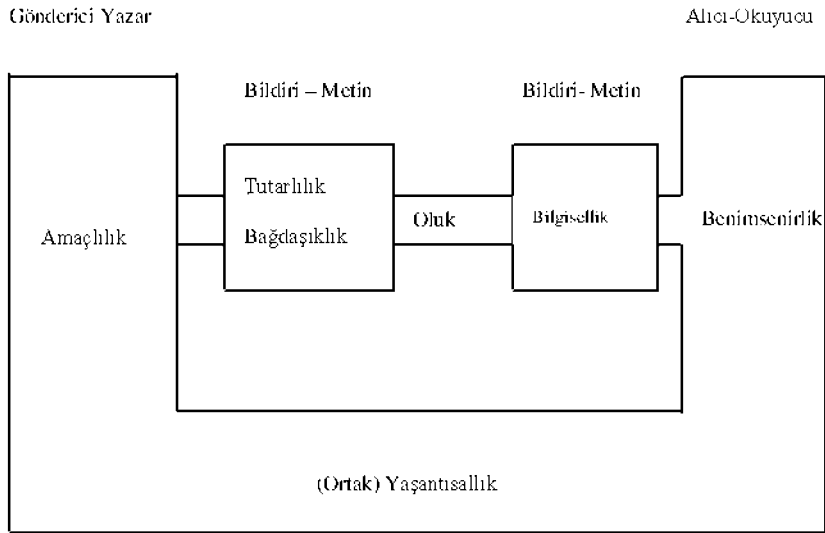 Gönderici Yazar
Alıcı-Okuyucu
Bildiri – Metin
Bildiri- Metin
Tutarlılık
Bağdaşıklık
Oluk
Bilgisellik
Amaçlılık
Benimsenirlik
(Ortak) Yaşantısallık